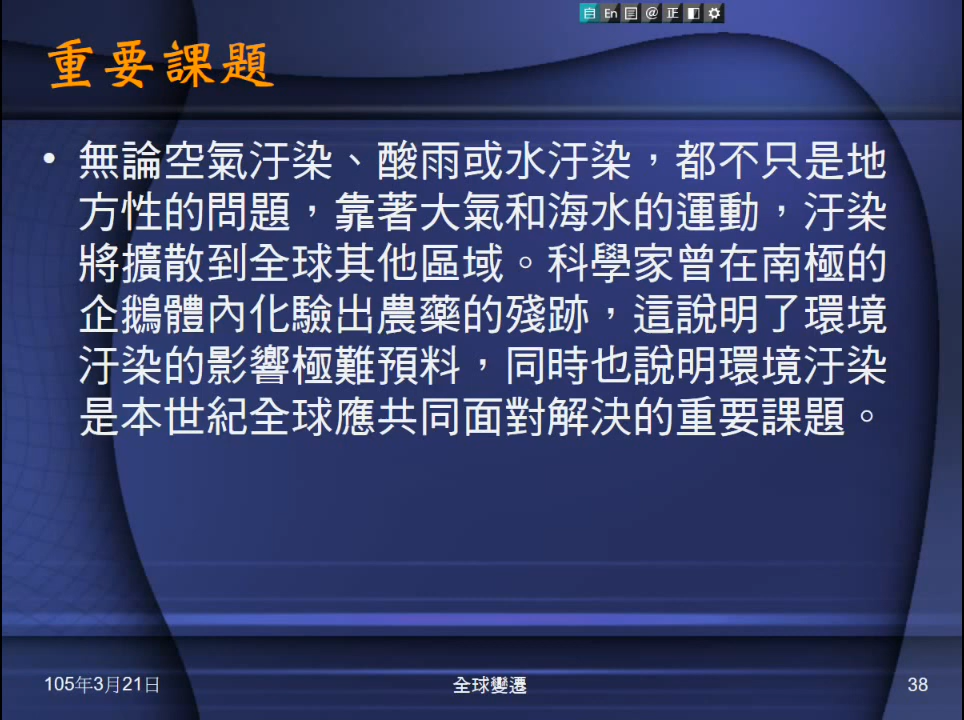 自 En @ 正
重要課題
• 無論空氣汙染、酸雨或水汙染，都不只是地
方性的問題，靠著大氣和海水的運動，汙染
將擴散到全球其他區域。科學家曾在南極的
企鵝體內化驗出農藥的殘跡，這說明了環境
汙染的影響極難預料，同時也說明環境汙染
是本世紀全球應共同面對解決的重要課題。
105年3月21日
全球變遷
38